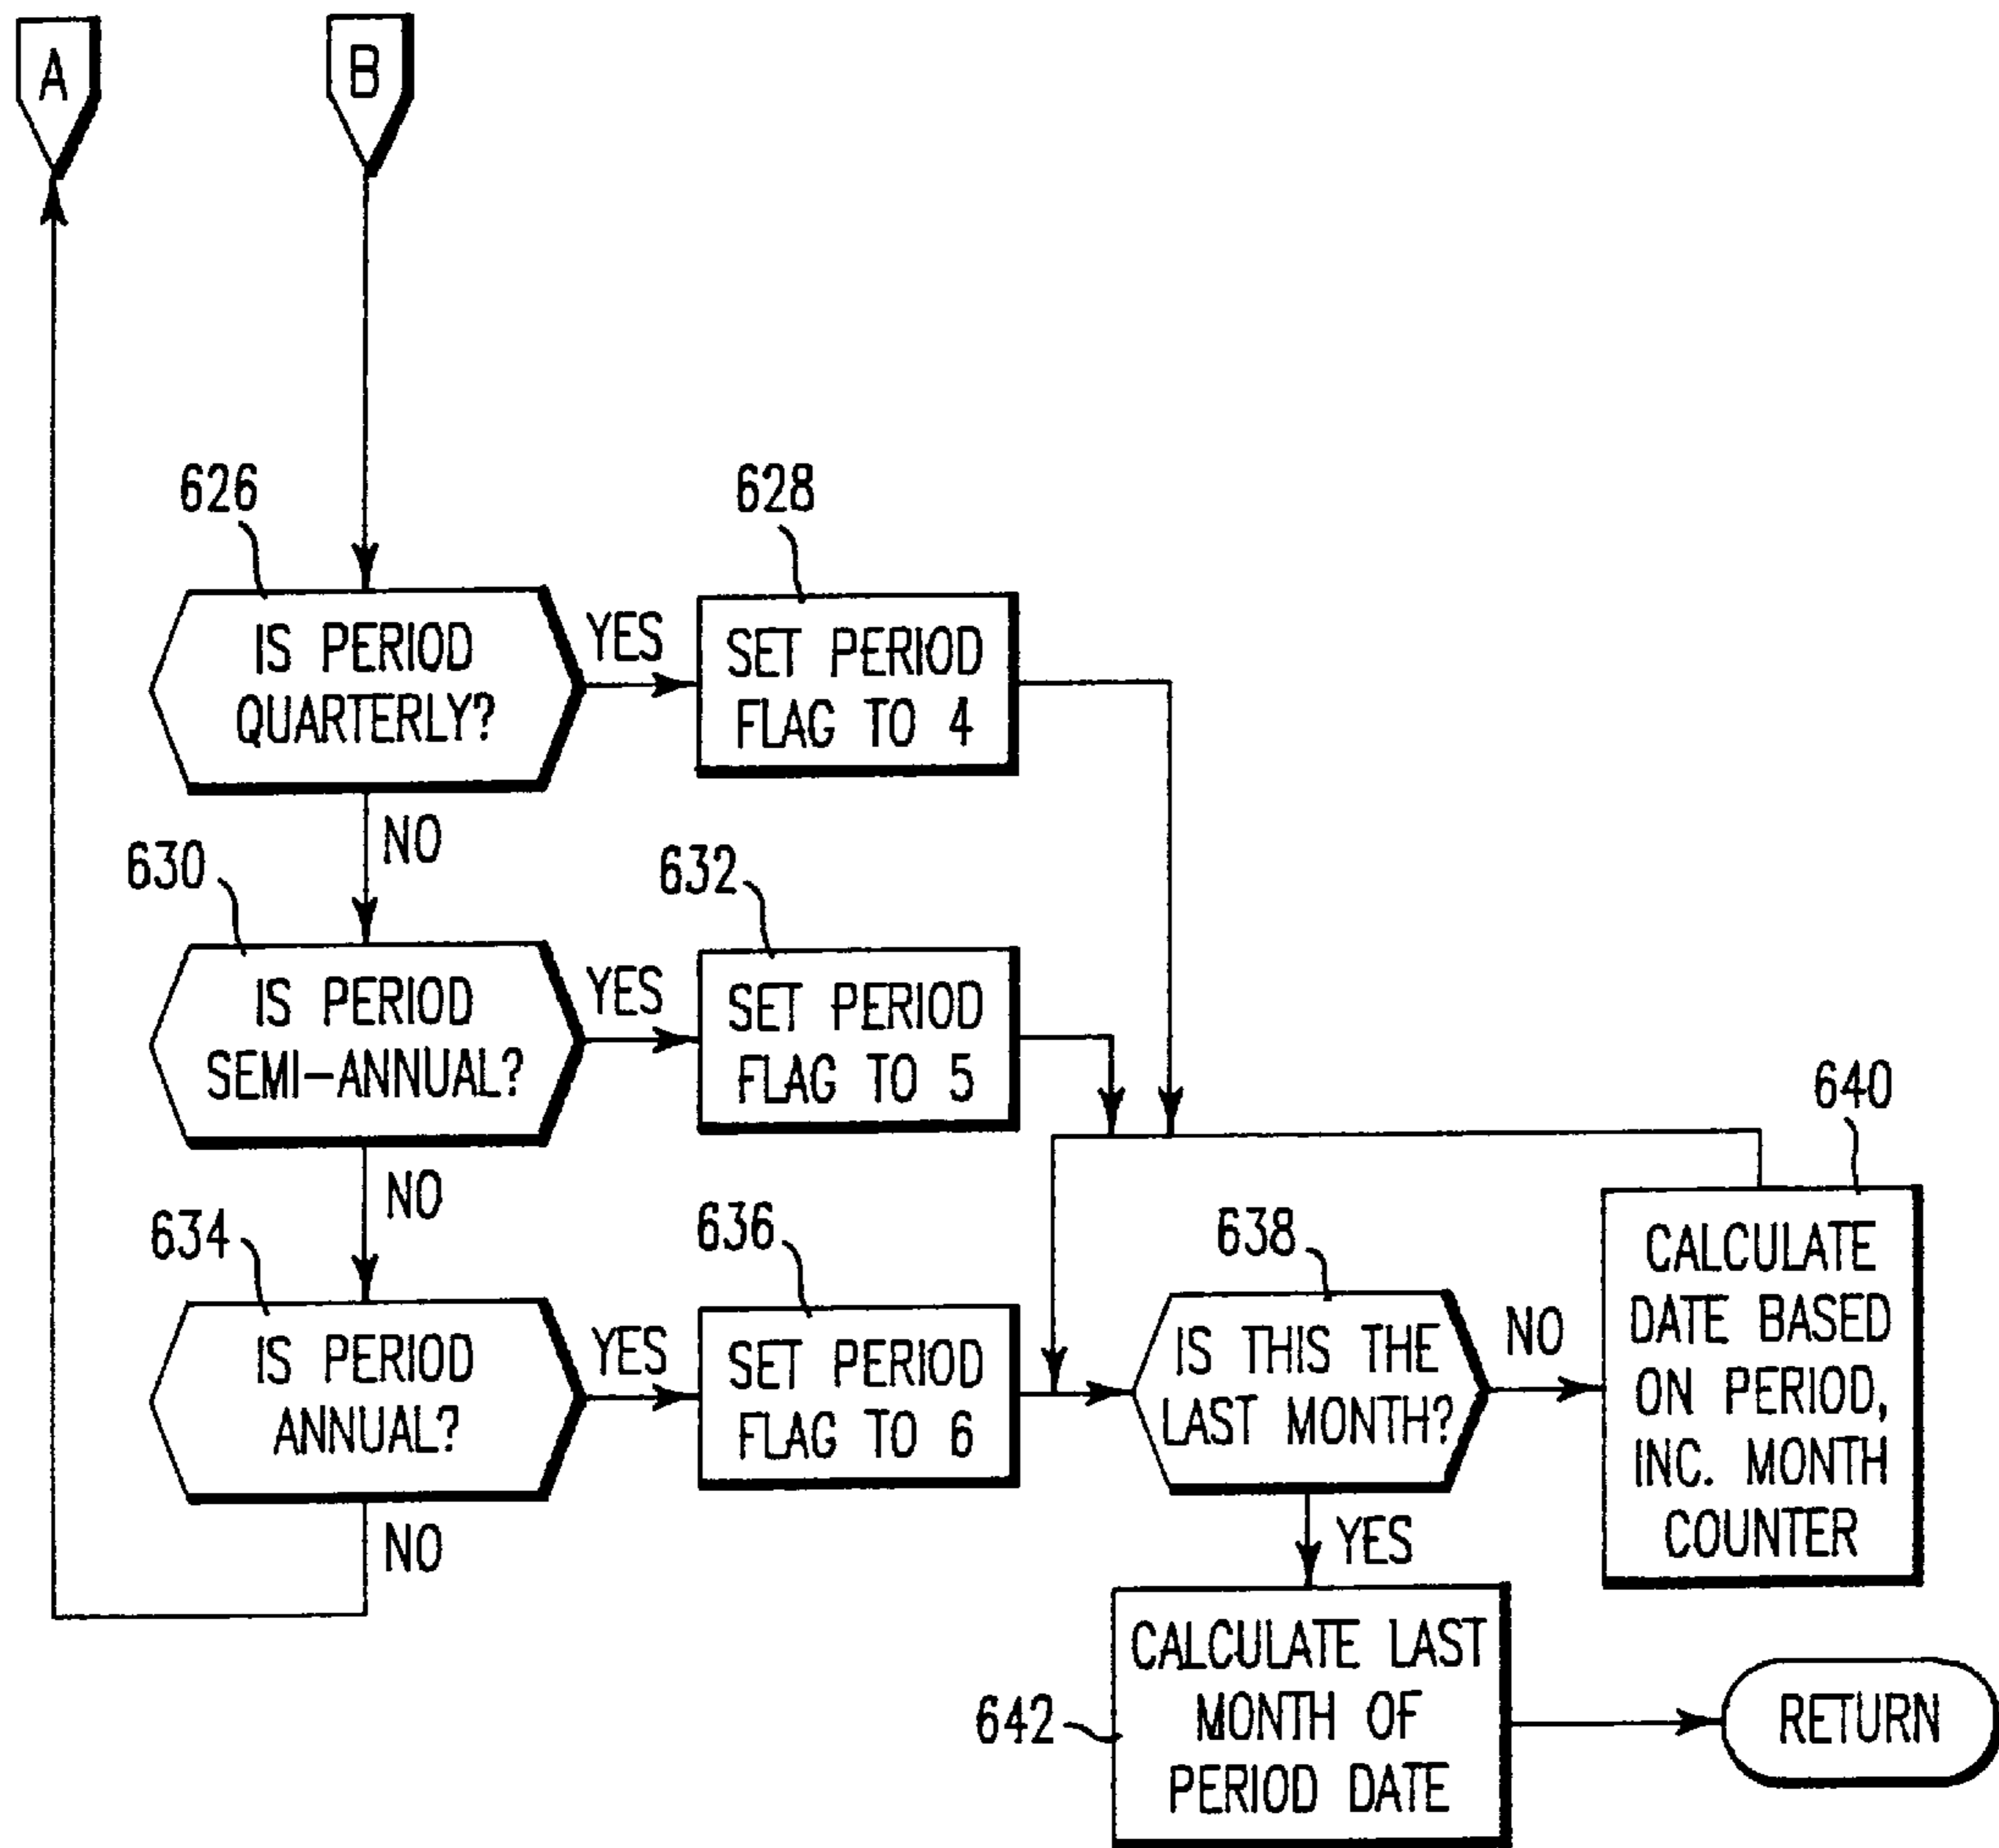 A
B
626
IS PERIOD
QUARTERLY?
YES
628
SET PERIOD
FLAG TO 4
NO
630
IS PERIOD
SEMI-ANNUAL?
YES
632
SET PERIOD
FLAG TO 5
NO
634
IS PERIOD
ANNUAL?
YES
636
SET PERIOD
FLAG TO 6
NO
638
IS THIS THE
LAST MONTH?
NO
640
CALCULATE
DATE BASED
ON PERIOD,
INC. MONTH
COUNTER
YES
642
CALCULATE LAST
MONTH OF
PERIOD DATE
RETURN